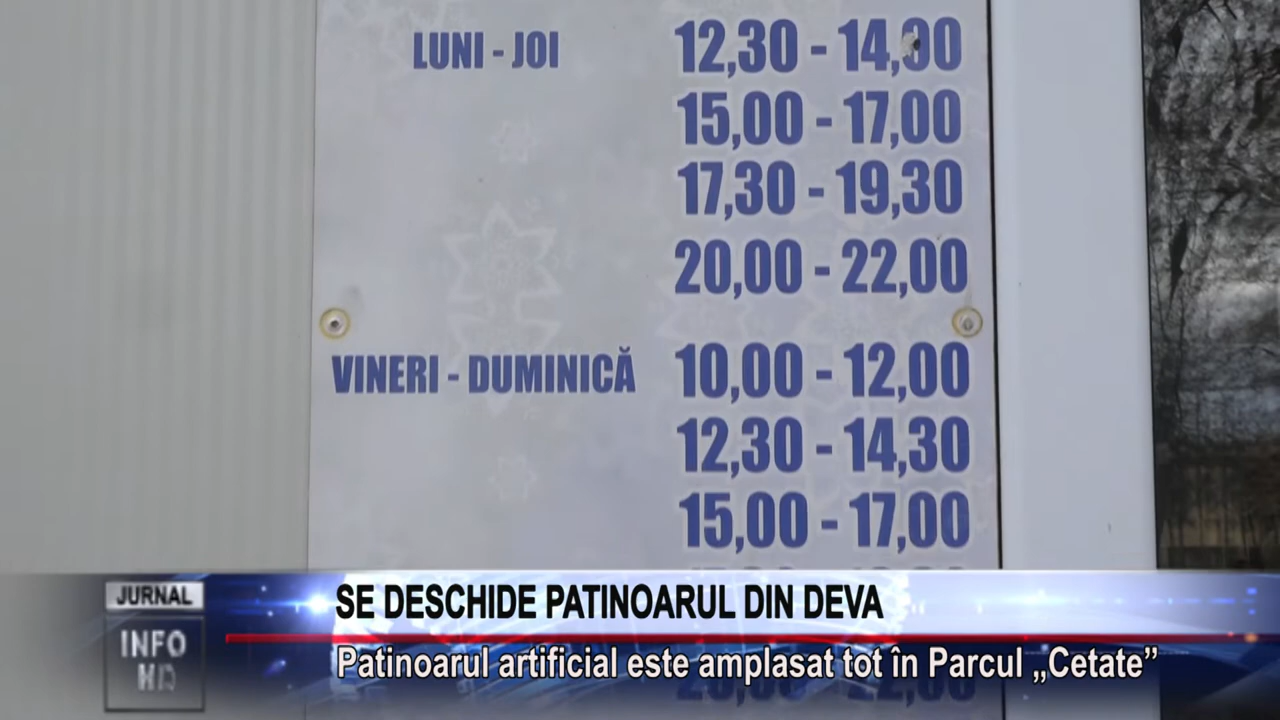 LUNI - JOI 12,30 - 14,30
15,00 - 17,00
17,30 - 19,30
20,00 - 22,00
VINERI - DUMINICĂ 10,00 - 12,00
12,30 - 14,30
15,00 - 17,00
JURNAL
INFO
HD
SE DESCHIDE PATINOARUL DIN DEVA
Patinoarul artificial este amplasat tot în Parcul „Cetate”